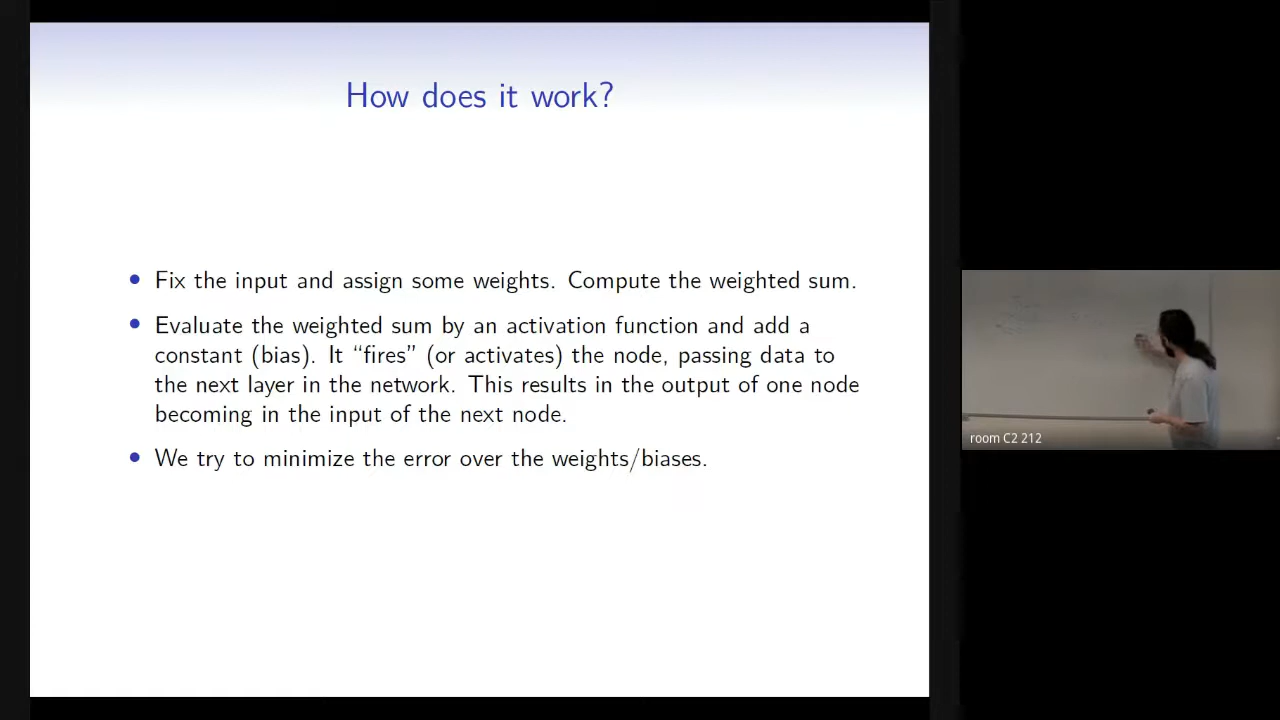 How does it work?
• Fix the input and assign some weights. Compute the weighted sum.
• Evaluate the weighted sum by an activation function and add a
constant (bias). It “fires” (or activates) the node, passing data to
the next layer in the network. This results in the output of one node
becoming in the input of the next node.
• We try to minimize the error over the weights/biases.
room C2 212